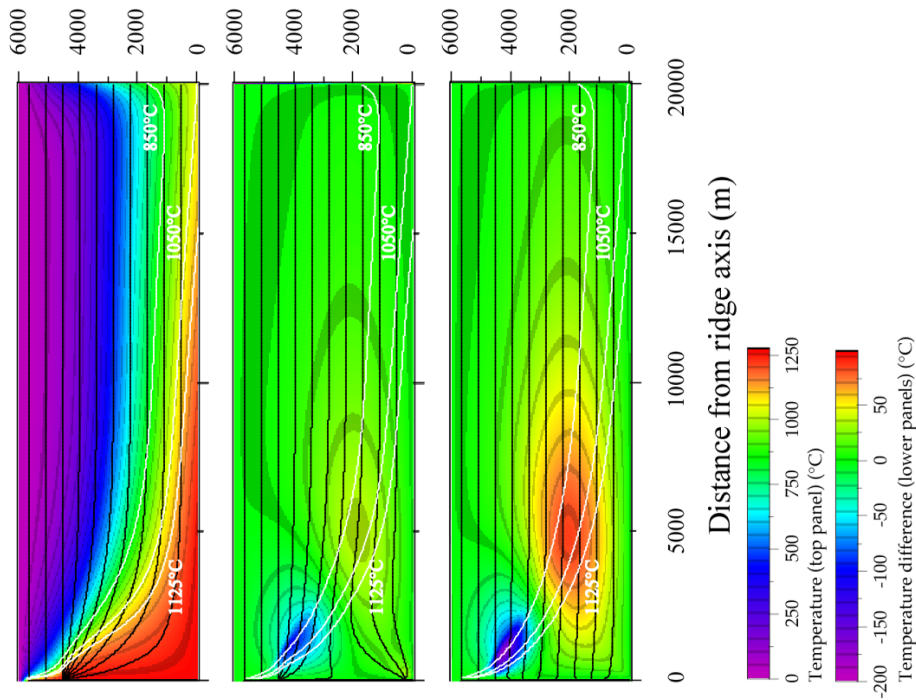 6000
4000
2000
850°C
1050°C
1125°C
0
6000
4000
2000
850°C
1050°C
1125°C
0
6000
4000
2000
850°C
1050°C
1125°C
0
0 5000 10000 15000 20000
Distance from ridge axis (m)
0 250 500 750 1000 1250
Temperature (top panel) (°C)
-200 -150 -100 -50 0 50
Temperature difference (lower panels) (°C)